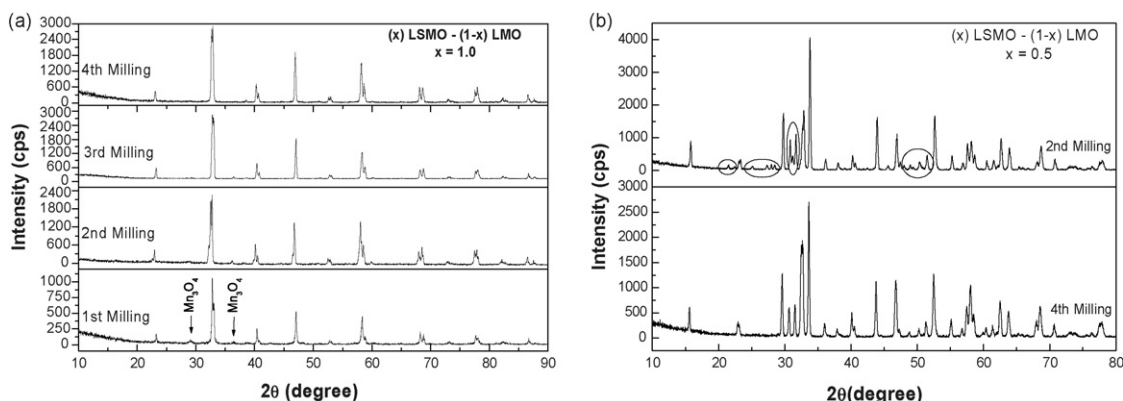 (a)
(x) LSMO - (1-x) LMO
x = 1.0
4th Milling
3rd Milling
2nd Milling
1st Milling
Mn3O4
Mn3O4
3000
2400
1800
1200
600
0
3000
2400
1800
1200
600
0
2400
1800
1200
600
0
1000
750
500
250
0
Intensity (cps)
10 20 30 40 50 60 70 80 90
2θ (degree)
(b)
(x) LSMO - (1-x) LMO
x = 0.5
2nd Milling
4th Milling
4000
3000
2000
1000
0
3000
2500
2000
1500
1000
500
0
Intensity (cps)
10 20 30 40 50 60 70 80
2θ(degree)